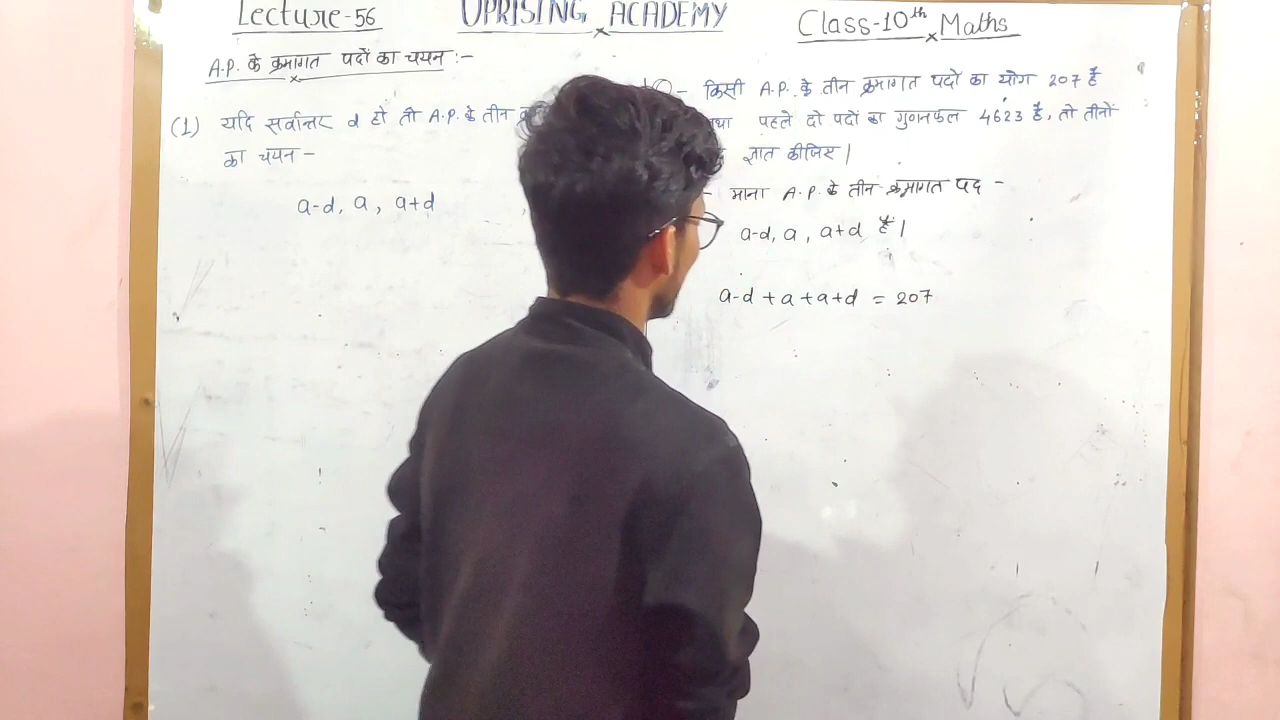 Lecture-56
UPRISING ACADEMY
Class-10th Maths
A.P. के क्रमागत पदों का चयन :-
(1) यदि सर्वान्तर d हो तो A.P. के तीन
का चयन -
a-d, a, a+d
किसी A.P. के तीन क्रमागत पदों का योग 207 है
पहले दो पदों का गुणनफल 4623 है, तो तीनों
ज्ञात कीजिए।
माना A.P. के तीन क्रमागत पद -
a-d, a, a+d हैं।
a-d + a + a+d = 207